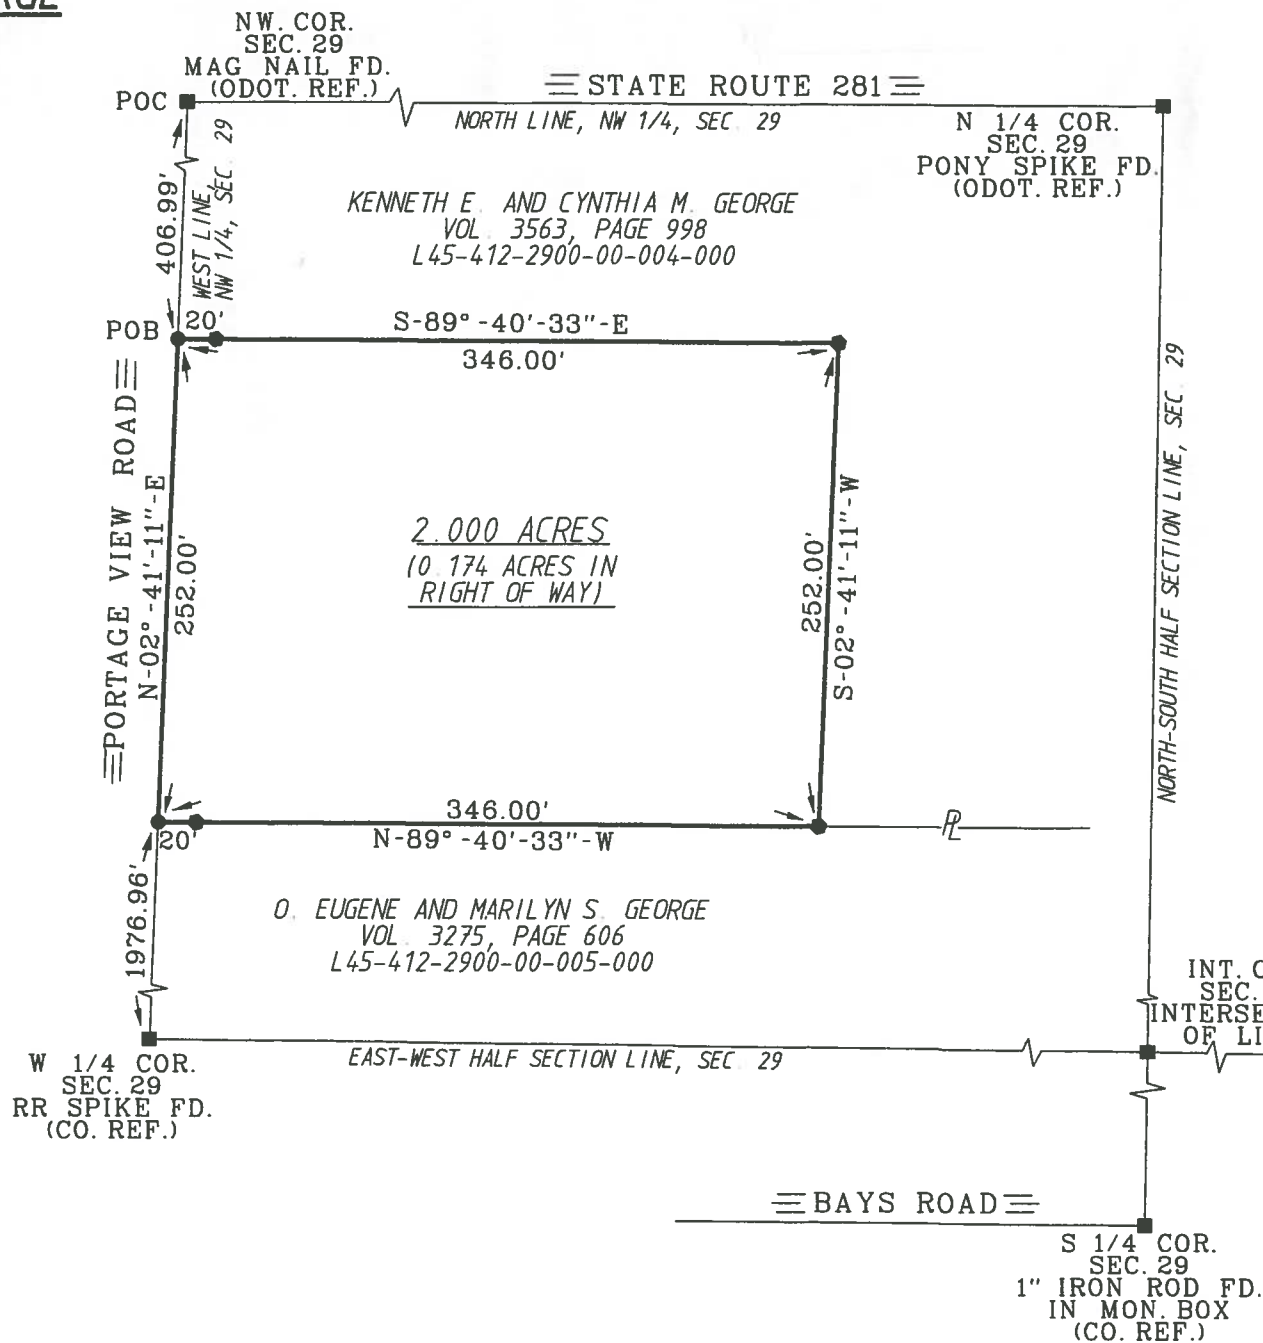 NW. COR.
SEC. 29
MAG NAIL FD.
(ODOT. REF.)
POC
STATE ROUTE 281
NORTH LINE, NW 1/4, SEC. 29
N 1/4 COR.
SEC. 29
PONY SPIKE FD.
(ODOT. REF.)
406.99'
WEST LINE,
NW 1/4, SEC. 29
KENNETH E. AND CYNTHIA M. GEORGE
VOL. 3563, PAGE 998
L45-412-2900-00-004-000
POB
20'
S-89°-40'-33"-E
346.00'
PORTAGE VIEW ROAD
N-02°-41'-11"-E
252.00'
2.000 ACRES
(0.174 ACRES IN
RIGHT OF WAY)
252.00'
S-02°-41'-11"-W
NORTH-SOUTH HALF SECTION LINE, SEC. 29
20'
346.00'
N-89°-40'-33"-W
PL
1976.96'
O. EUGENE AND MARILYN S. GEORGE
VOL. 3275, PAGE 606
L45-412-2900-00-005-000
INT.
SEC.
OF
W 1/4 COR.
SEC. 29
RR SPIKE FD.
(CO. REF.)
EAST-WEST HALF SECTION LINE, SEC. 29
BAYS ROAD
S 1/4 COR.
SEC. 29
1" IRON ROD FD.
IN MON. BOX
(CO. REF.)